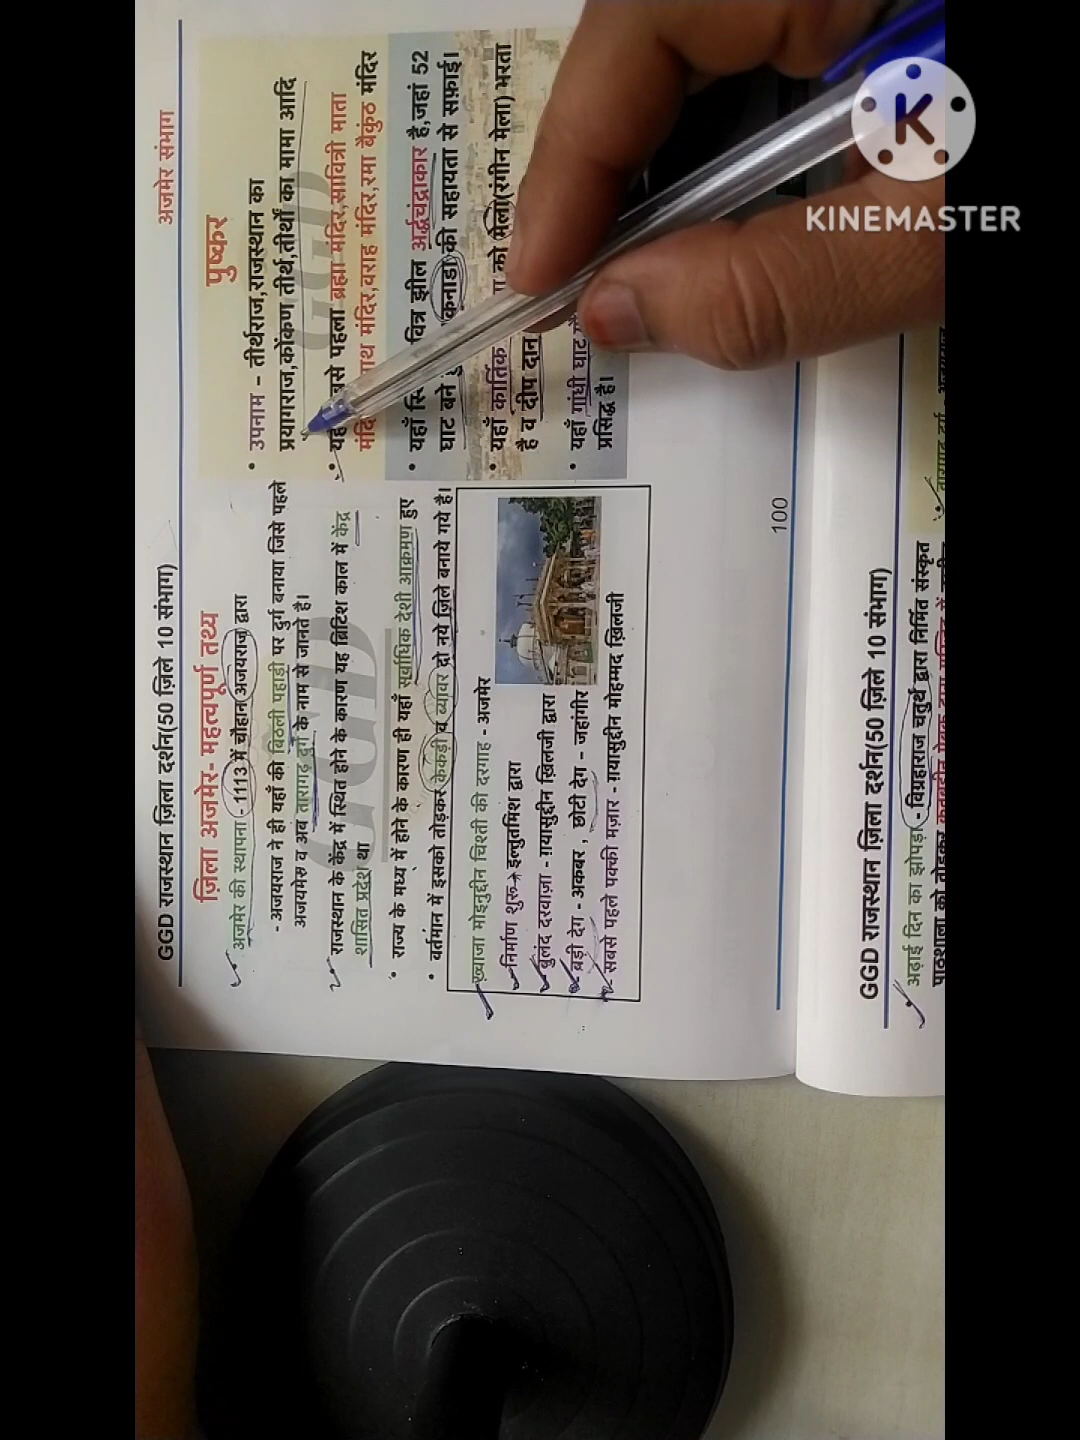 GGD राजस्थान ज़िला दर्शन(50 ज़िले 10 संभाग)
अजमेर संभाग
ज़िला अजमेर- महत्वपूर्ण तथ्य
अजमेर की स्थापना - 1113 में चौहान अजयराज द्वारा
- अजयराज ने ही यहाँ की बिठली पहाड़ी पर दुर्ग बनाया जिसे पहले
अजयमेरु व अब तारागढ़ दुर्ग के नाम से जानते है।
राजस्थान के केंद्र में स्थित होने के कारण यह ब्रिटिश काल में केंद्र
शासित प्रदेश था
• राज्य के मध्य में होने के कारण ही यहाँ सर्वाधिक देशी आक्रमण हुए
• वर्तमान में इसको तोड़कर केकड़ी व ब्यावर दो नये ज़िले बनाये गये है।
ख़्वाजा मोइनुद्दीन चिश्ती की दरगाह - अजमेर
निर्माण शुरू → इल्तुतमिश द्वारा
बुलंद दरवाज़ा - ग़यासुद्दीन ख़िलजी द्वारा
बड़ी देग - अकबर , छोटी देग - जहांगीर
सबसे पहले पक्की मज़ार - ग़यासुद्दीन मोहम्मद ख़िलजी
पुष्कर
• उपनाम - तीर्थराज,राजस्थान का
प्रयागराज,कोंकण तीर्थ,तीर्थों का मामा आदि
• पहला ब्रह्मा मंदिर,सावित्री माता
मंदिर,वराह मंदिर,रमा बैकुंठ मंदिर
• यहाँ झील अर्द्धचंद्राकार है,जहां 52
घाट बने की सहायता से सफ़ाई।
• यहाँ कार्तिक को मेला(रंगीन मेला) भरता
है व दीप दान
• यहाँ गांधी घाट
प्रसिद्ध है।
GGD
GGD
100
GGD राजस्थान ज़िला दर्शन(50 ज़िले 10 संभाग)
• अढ़ाई दिन का झोपड़ा - विग्रहराज चतुर्थ द्वारा निर्मित संस्कृत
पाठशाला को तोड़कर
K
KINEMASTER